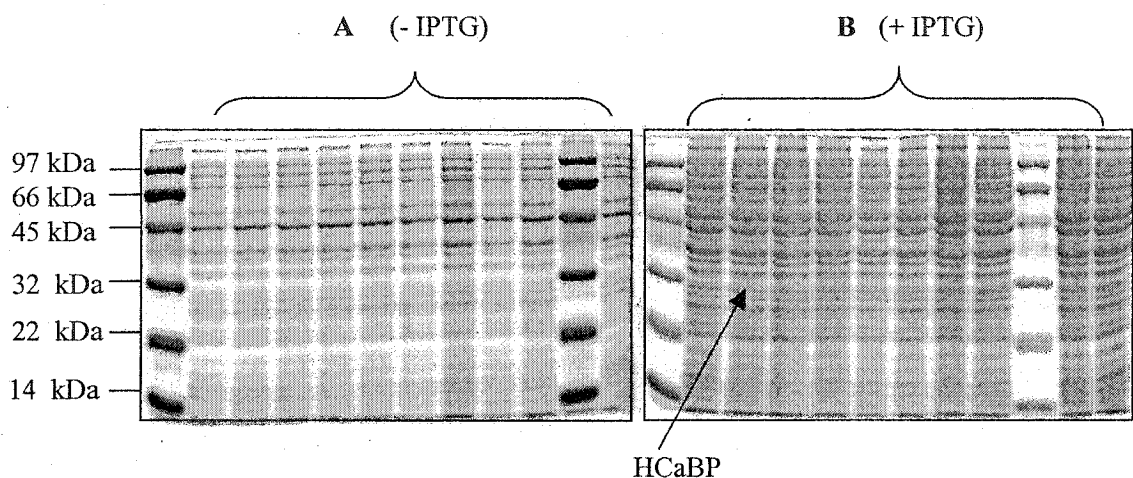 A (- IPTG)
B (+ IPTG)
97 kDa
66 kDa
45 kDa
32 kDa
22 kDa
14 kDa
HCaBP